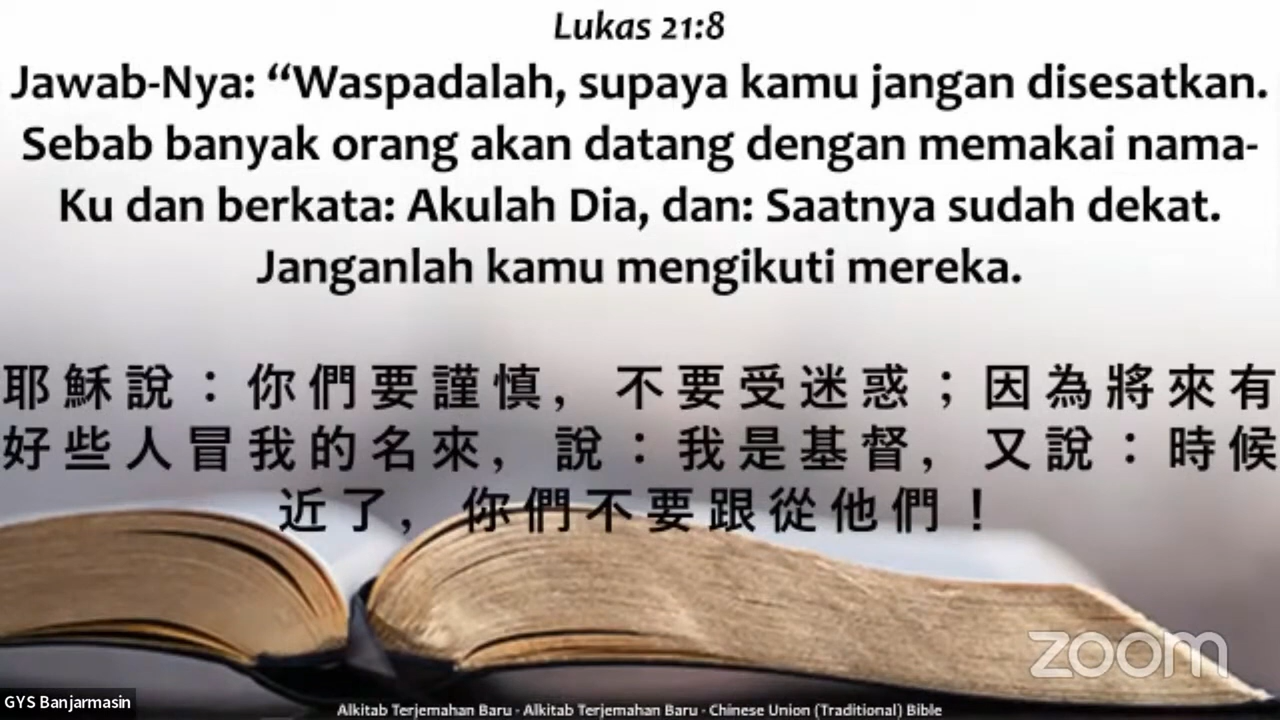 Lukas 21:8
Jawab-Nya: “Waspadalah, supaya kamu jangan disesatkan.
Sebab banyak orang akan datang dengan memakai nama-
Ku dan berkata: Akulah Dia, dan: Saatnya sudah dekat.
Janganlah kamu mengikuti mereka.
耶穌說：你們要謹慎，不要受迷惑；因為將來有
好些人冒我的名來，說：我是基督，又說：時候
近了，你們不要跟從他們！
zoom
GYS Banjarmasin
Alkitab Terjemahan Baru - Alkitab Terjemahan Baru - Chinese Union (Traditional) Bible